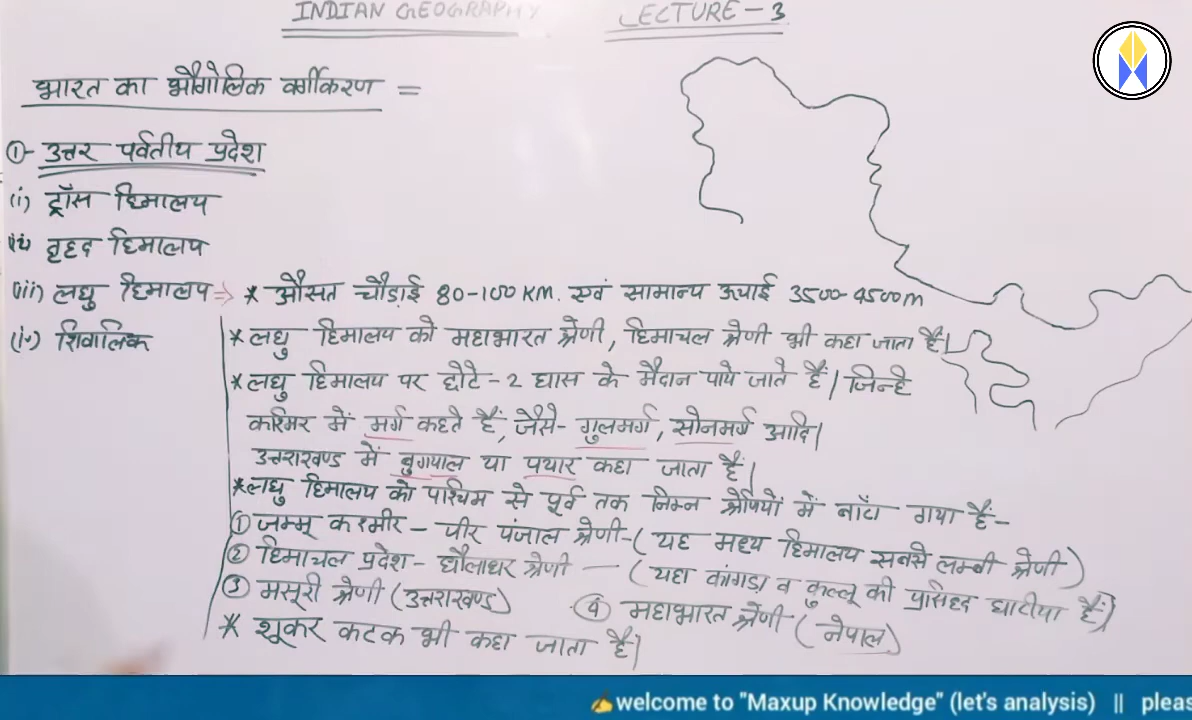 INDIAN GEOGRAPHY LECTURE - 3
भारत का भौगोलिक वर्गीकरण =
①- उत्तर पर्वतीय प्रदेश
(i) ट्रॉस हिमालय
(ii) वृहद हिमालय
(iii) लघु हिमालय ⇒ * औसत चौड़ाई 80-100 KM. एवं सामान्य ऊचाई 3500-4500m
(iv) शिवालिक
* लघु हिमालय को महाभारत श्रेणी, हिमाचल श्रेणी भी कहा जाता है।
* लघु हिमालय पर छोटे-2 घास के मैदान पाये जाते हैं। जिन्हे
कश्मिर में मर्ग कहते हैं, जैसे- गुलमर्ग, सोनमर्ग आदि।
उत्तराखण्ड में बुगयाल या पयार कहा जाता हैं।
* लघु हिमालय को पश्चिम से पूर्व तक निम्न श्रेणियों में बाँटा गया हैं-
① जम्मू कश्मीर - पीर पंजाल श्रेणी-(यह मध्य हिमालय सबसे लम्बी श्रेणी)
② हिमाचल प्रदेश - धौलाधर श्रेणी — (यहा कांगडा़ व कुल्लू की प्रसिद्द घाटीया हैं)
③ मसूरी श्रेणी (उत्तराखण्ड) ④ महाभारत श्रेणी (नेपाल)
* शूकर कटक भी कहा जाता है।
✍welcome to "Maxup Knowledge" (let's analysis) || pleas